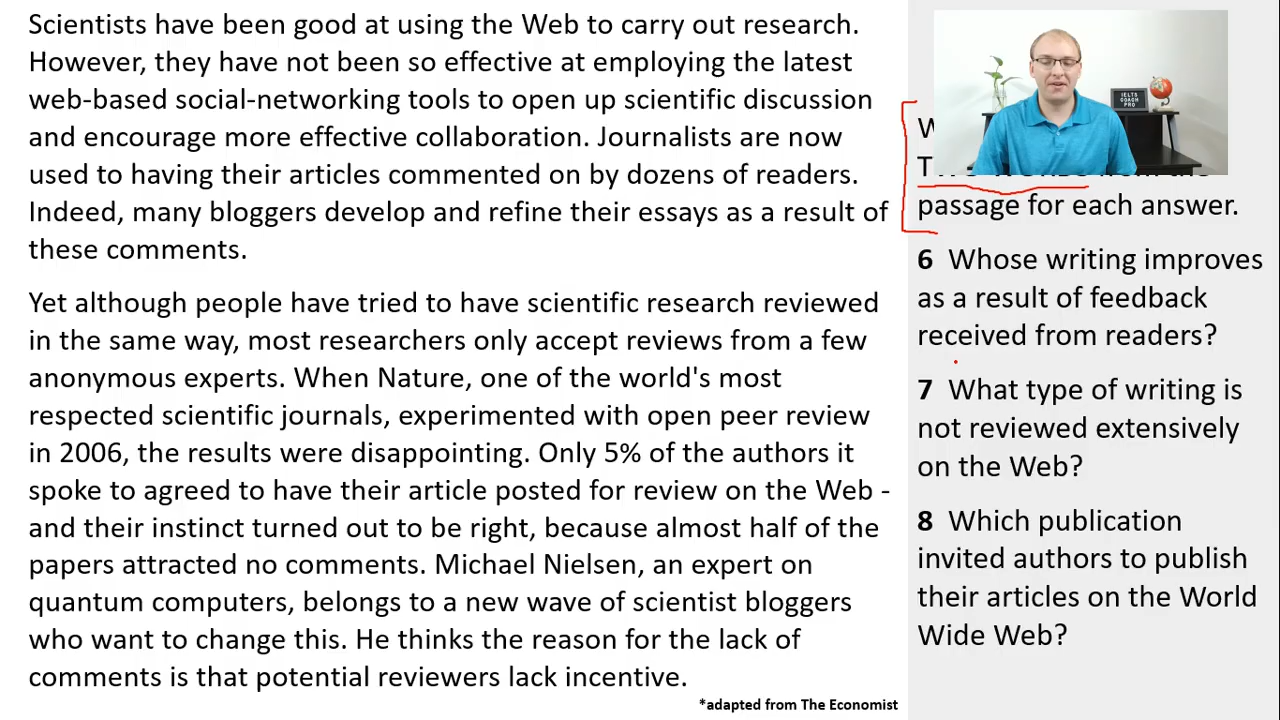 Scientists have been good at using the Web to carry out research.
However, they have not been so effective at employing the latest
web-based social-networking tools to open up scientific discussion
and encourage more effective collaboration. Journalists are now
used to having their articles commented on by dozens of readers.
Indeed, many bloggers develop and refine their essays as a result of
these comments.
Yet although people have tried to have scientific research reviewed
in the same way, most researchers only accept reviews from a few
anonymous experts. When Nature, one of the world's most
respected scientific journals, experimented with open peer review
in 2006, the results were disappointing. Only 5% of the authors it
spoke to agreed to have their article posted for review on the Web -
and their instinct turned out to be right, because almost half of the
papers attracted no comments. Michael Nielsen, an expert on
quantum computers, belongs to a new wave of scientist bloggers
who want to change this. He thinks the reason for the lack of
comments is that potential reviewers lack incentive.
*adapted from The Economist
IELTS
COACH
PRO
passage for each answer.
6 Whose writing improves
as a result of feedback
received from readers?
7 What type of writing is
not reviewed extensively
on the Web?
8 Which publication
invited authors to publish
their articles on the World
Wide Web?